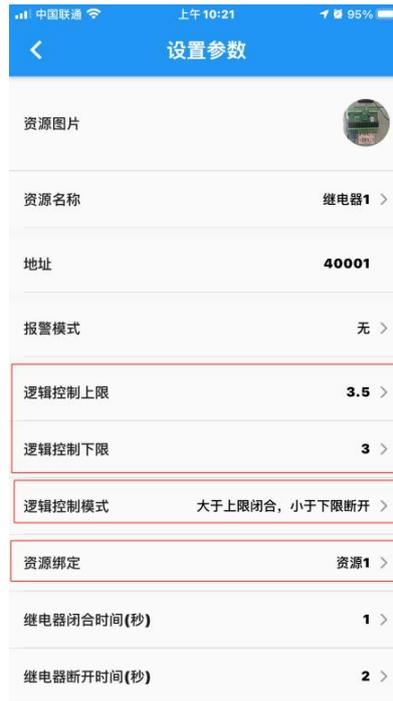 中国联通 上午10:21 95%
设置参数
资源图片
资源名称 继电器1
地址 40001
报警模式 无
逻辑控制上限 3.5
逻辑控制下限 3
逻辑控制模式 大于上限闭合，小于下限断开
资源绑定 资源1
继电器闭合时间(秒) 1
继电器断开时间(秒) 2